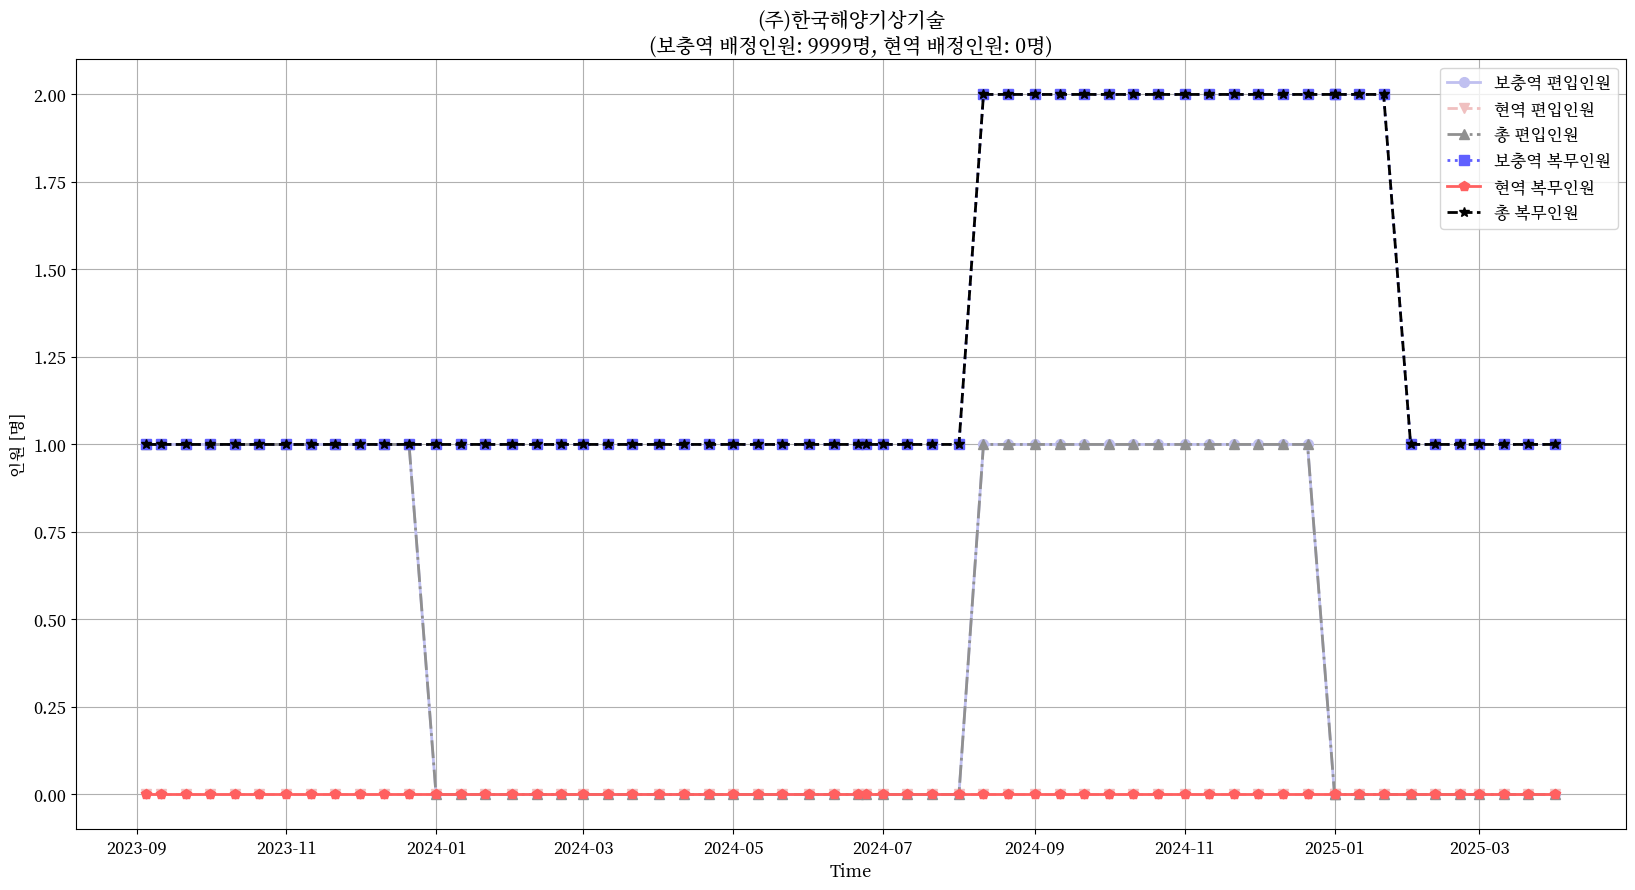 (주)한국해양기상기술
(보충역 배정인원: 9999명, 현역 배정인원: 0명)
보충역 편입인원
현역 편입인원
총 편입인원
보충역 복무인원
현역 복무인원
총 복무인원
인원 [명]
2.00
1.75
1.50
1.25
1.00
0.75
0.50
0.25
0.00
2023-09
2023-11
2024-01
2024-03
2024-05
2024-07
2024-09
2024-11
2025-01
2025-03
Time